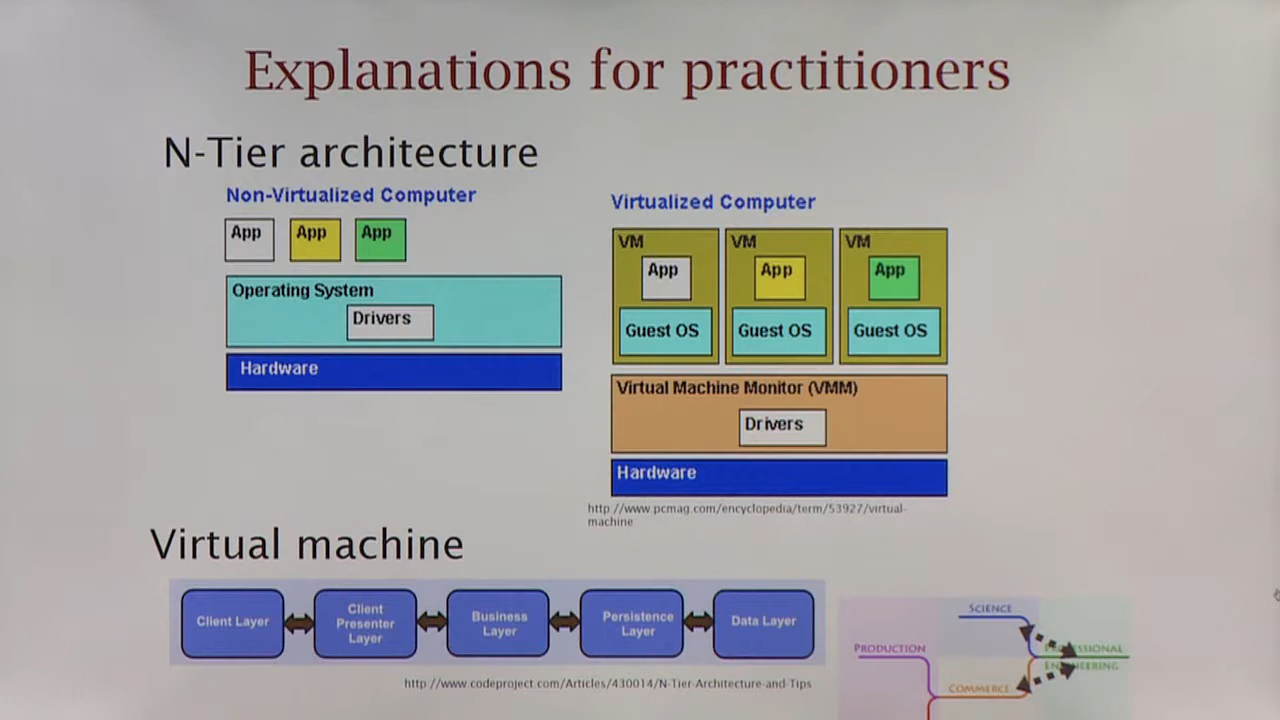 Explanations for practitioners
N-Tier architecture
Non-Virtualized Computer
App
App
App
Operating System
Drivers
Hardware
Virtualized Computer
VM
VM
VM
App
App
App
Guest OS
Guest OS
Guest OS
Virtual Machine Monitor (VMM)
Drivers
Hardware
http://www.pcmag.com/encyclopedia/term/53927/virtual-
machine
Virtual machine
Client Layer
Client
Presenter
Layer
Business
Layer
Persistence
Layer
Data Layer
http://www.codeproject.com/Articles/430014/N-Tier-Architecture-and-Tips
SCIENCE
PRODUCTION
PROFESSIONAL
ENGINEERING
COMMERCE